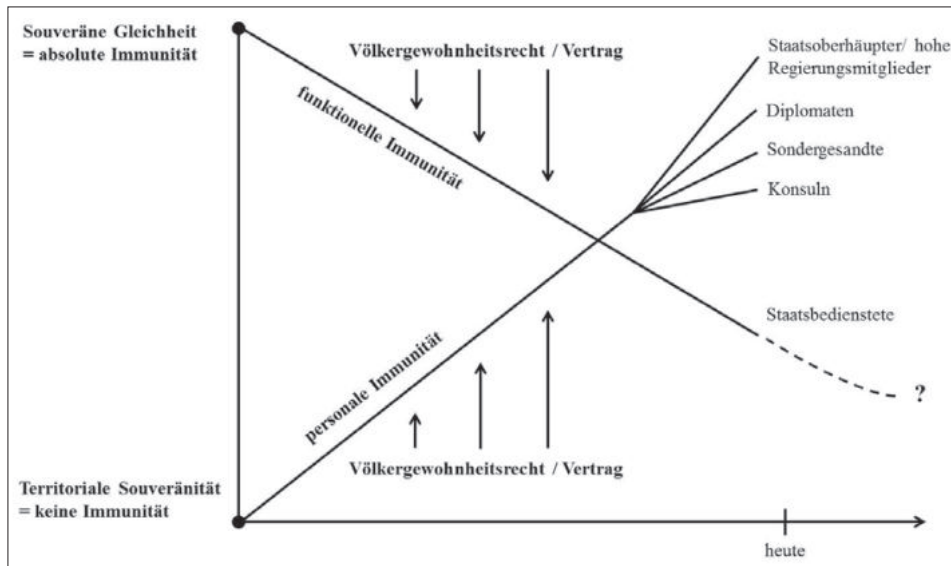 Souveräne Gleichheit
= absolute Immunität
Völkergewohnheitsrecht / Vertrag
Staatsoberhäupter/ hohe
Regierungsmitglieder
Diplomaten
Sondergesandte
Konsuln
funktionelle Immunität
personale Immunität
Staatsbedienstete
?
Völkergewohnheitsrecht / Vertrag
Territoriale Souveränität
= keine Immunität
heute